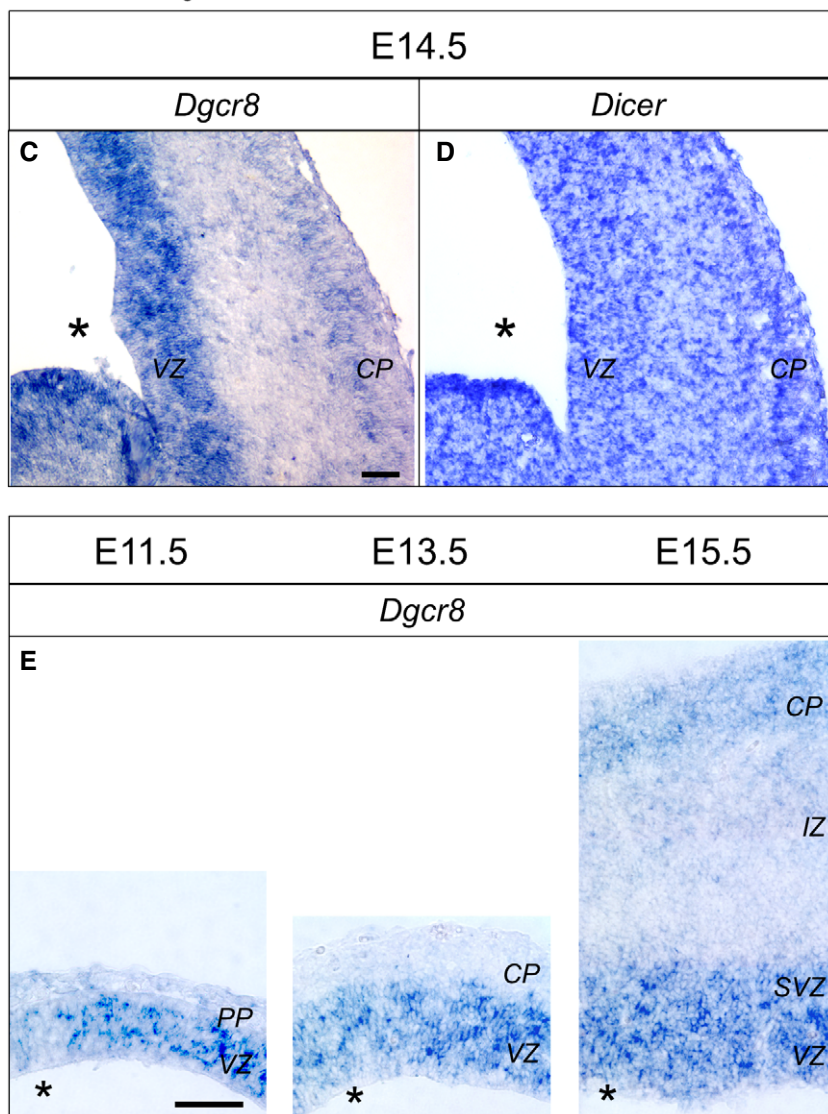 E14.5
Dgcr8 Dicer
C D
* *
VZ CP VZ CP
E11.5 E13.5 E15.5
Dgcr8
E
CP
IZ
CP SVZ
PP
VZ VZ VZ
* * *